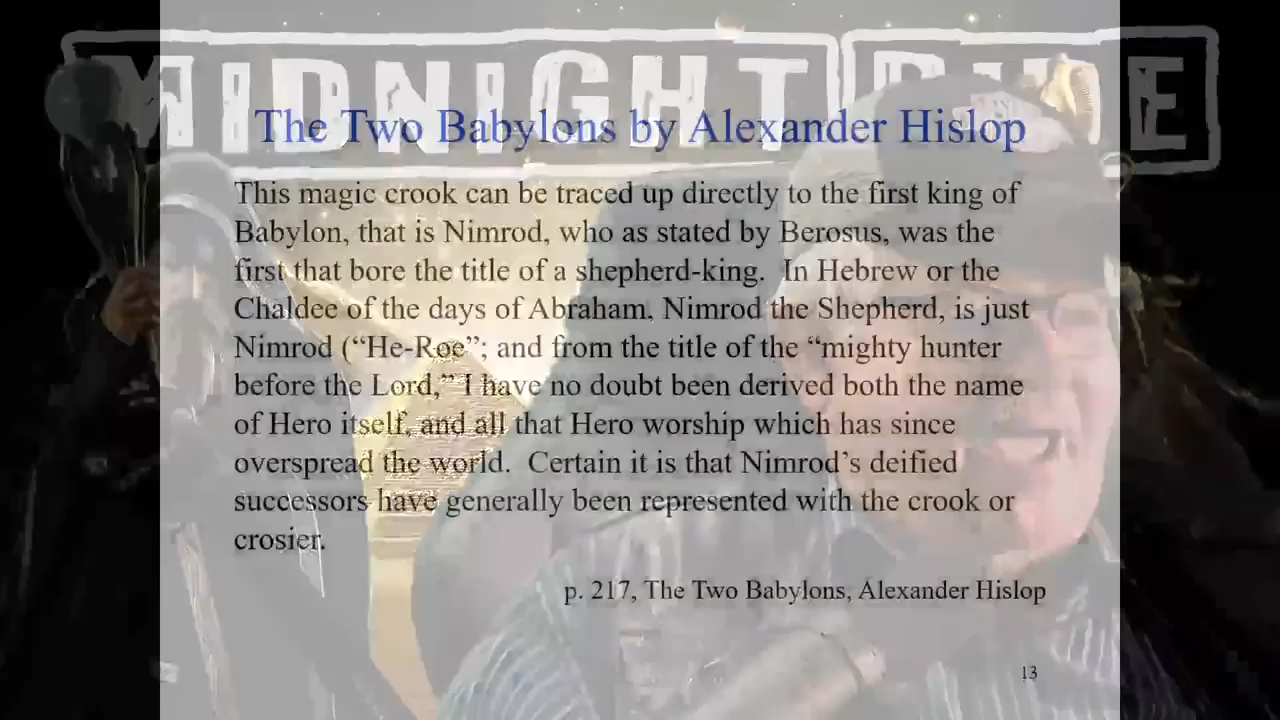 MIDNIGHT RIDE
The Two Babylons by Alexander Hislop
This magic crook can be traced up directly to the first king of
Babylon, that is Nimrod, who as stated by Berosus, was the
first that bore the title of a shepherd-king. In Hebrew or the
Chaldee of the days of Abraham, Nimrod the Shepherd, is just
Nimrod (“He-Roe”; and from the title of the “mighty hunter
before the Lord,” I have no doubt been derived both the name
of Hero itself, and all that Hero worship which has since
overspread the world. Certain it is that Nimrod’s deified
successors have generally been represented with the crook or
crosier.
p. 217, The Two Babylons, Alexander Hislop
13